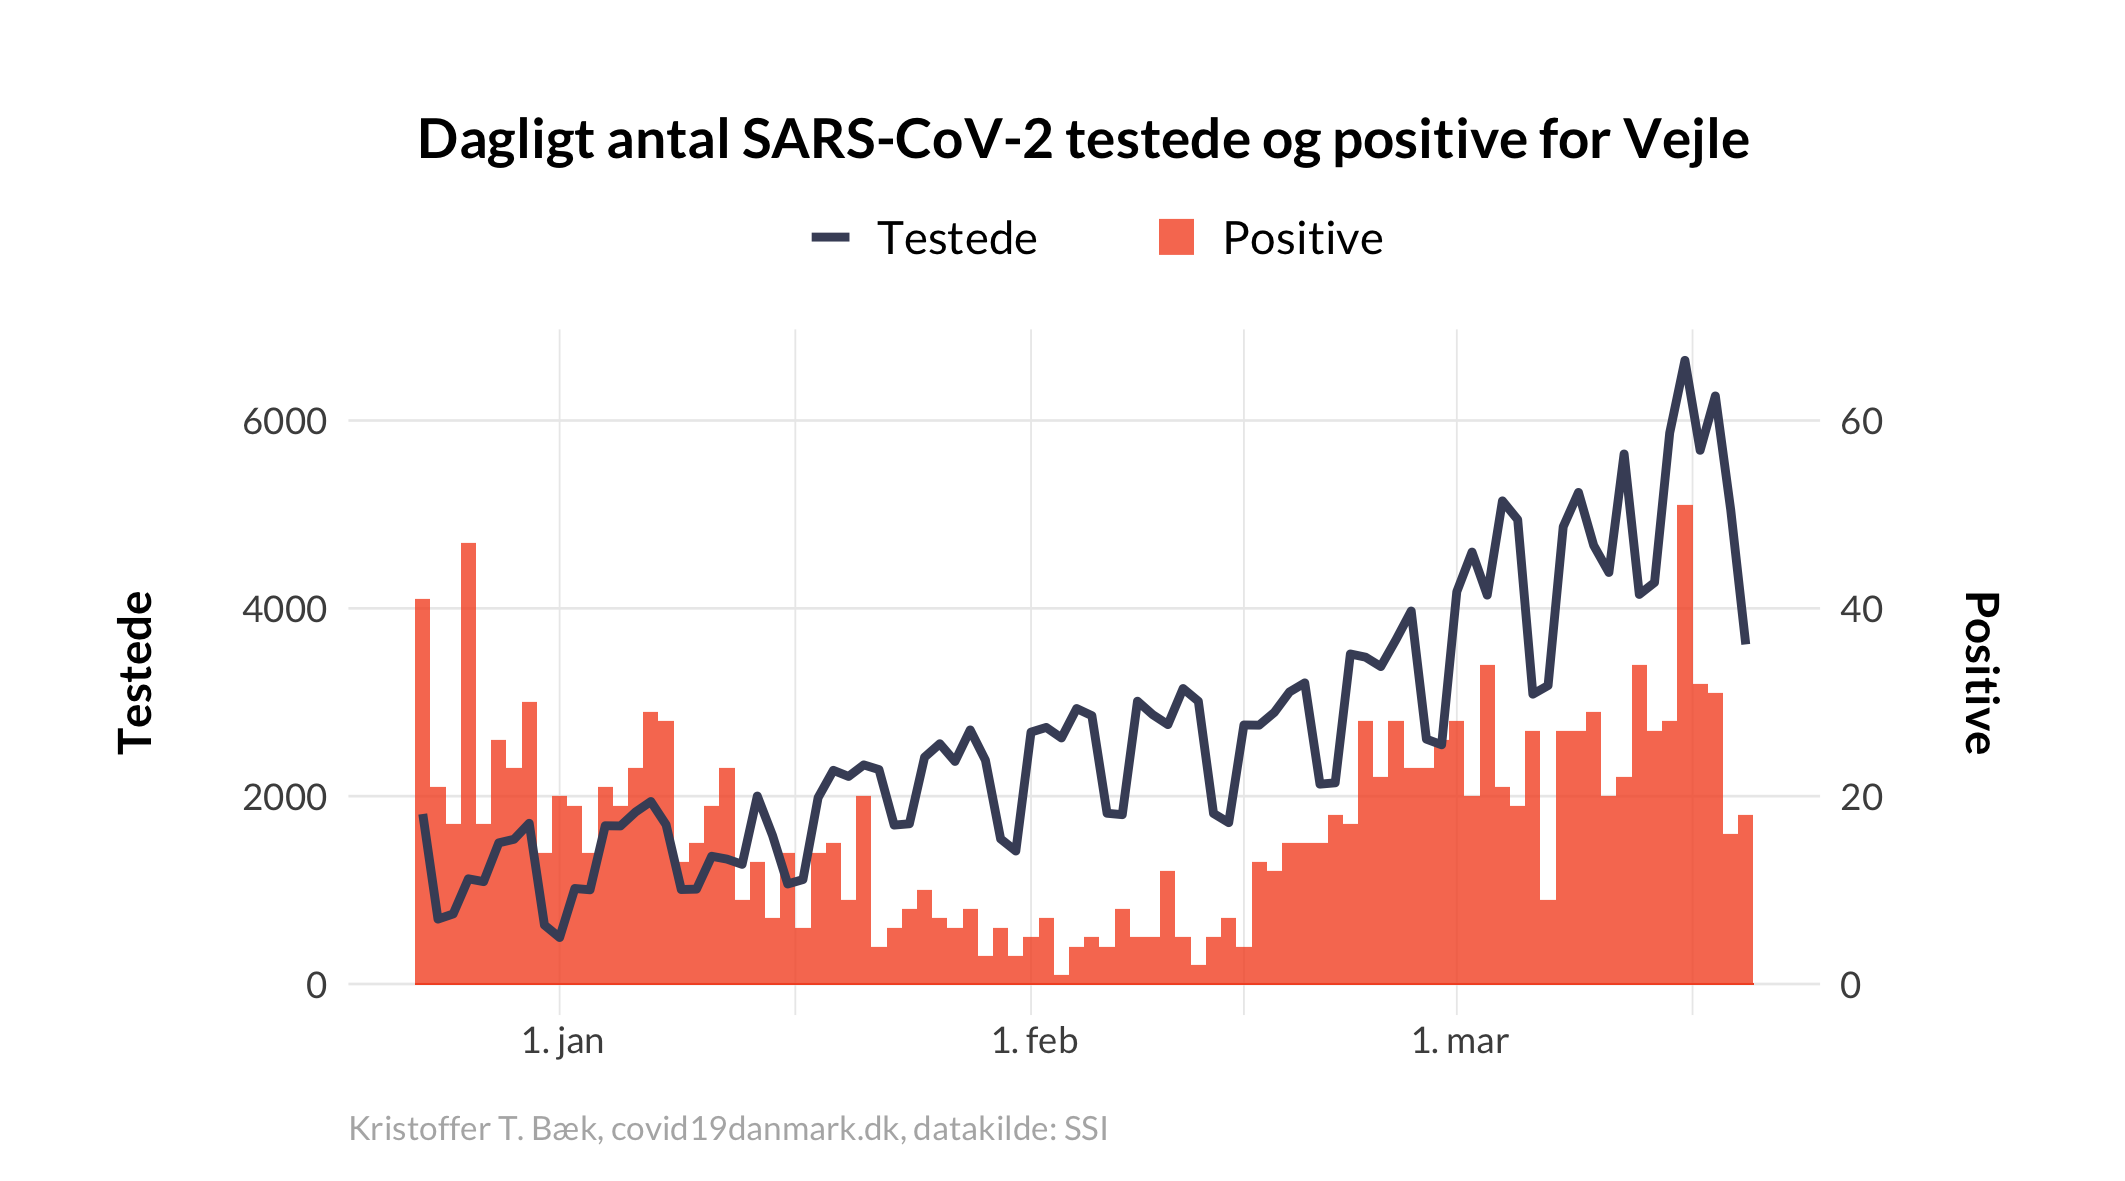 Dagligt antal SARS-CoV-2 testede og positive for Vejle
Testede
Positive
6000
4000
2000
0
Testede
60
40
20
0
Positive
1. jan
1. feb
1. mar
Kristoffer T. Bæk, covid19danmark.dk, datakilde: SSI